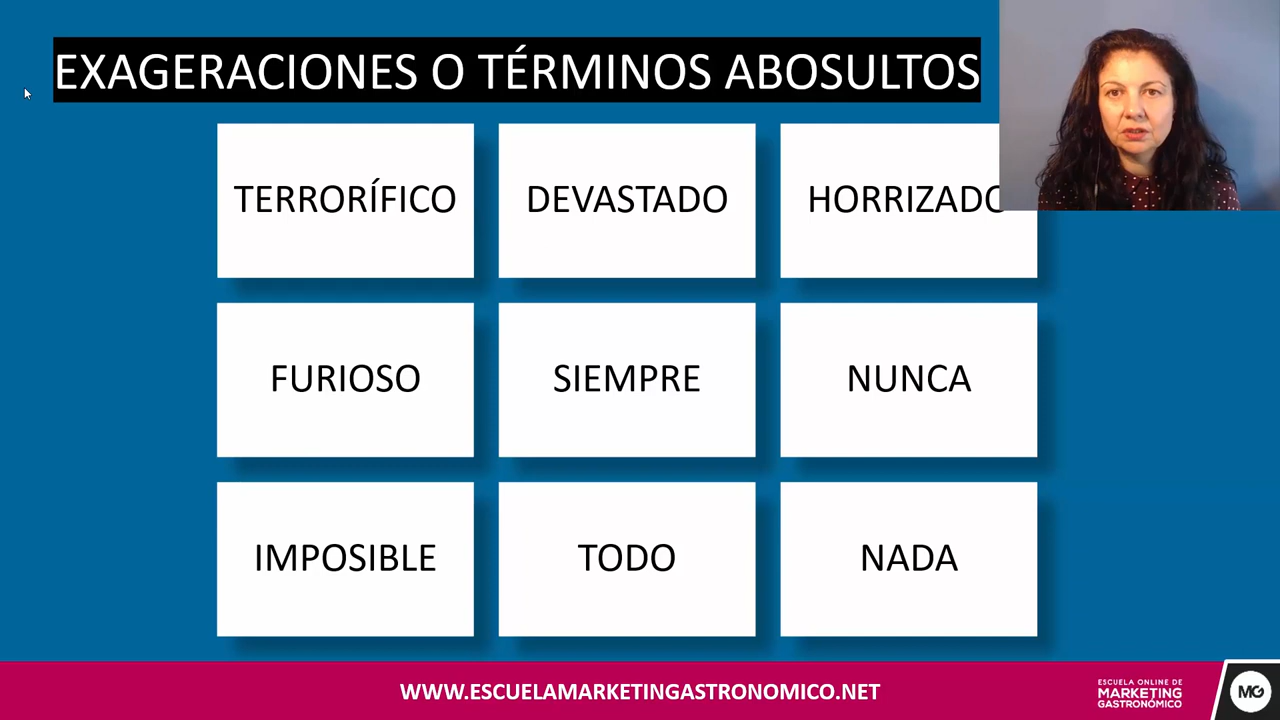 EXAGERACIONES O TÉRMINOS ABOSULTOS
TERRORÍFICO
DEVASTADO
HORRIZADO
FURIOSO
SIEMPRE
NUNCA
IMPOSIBLE
TODO
NADA
WWW.ESCUELAMARKETINGASTRONOMICO.NET
ESCUELA ONLINE DE
MARKETING
GASTRONÓMICO
MG